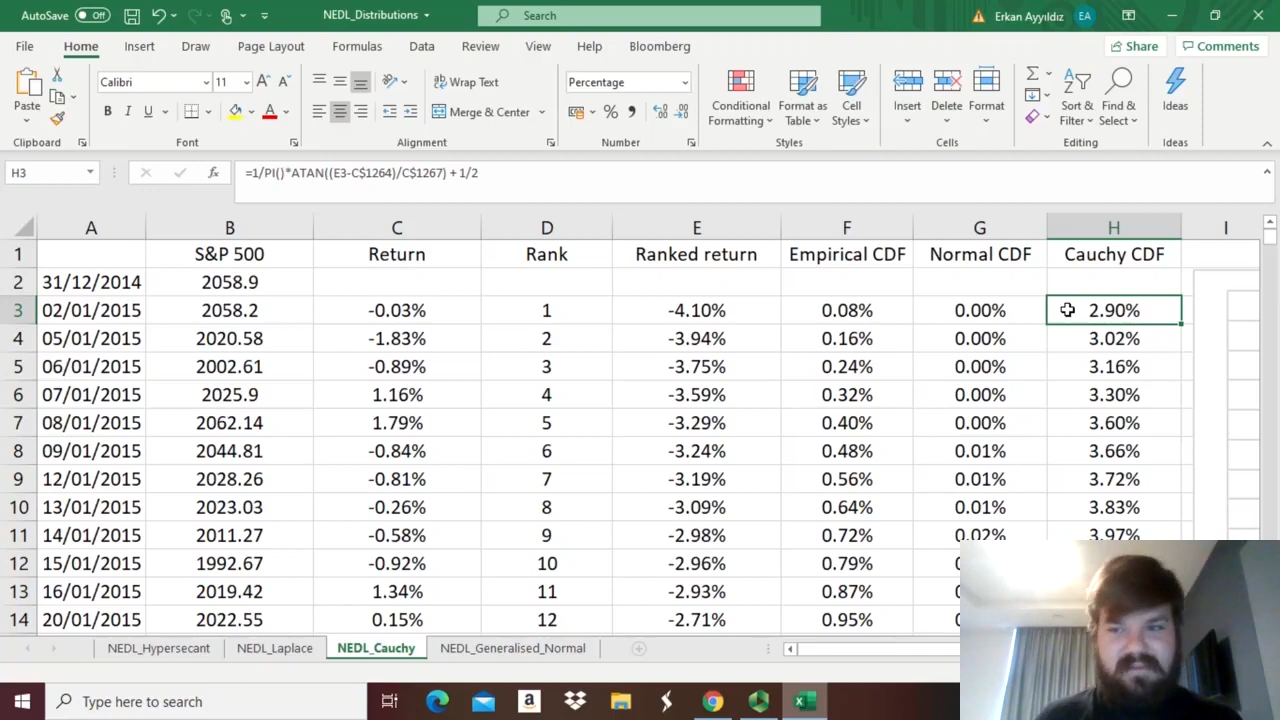 AutoSave Off NEDL_Distributions Search Erkan Ayyıldız EA
File Home Insert Draw Page Layout Formulas Data Review View Help Bloomberg Share Comments
Paste Calibri 11 A A Wrap Text Percentage Conditional Formatting Format as Table Cell Styles Insert Delete Format Sort & Filter Find & Select Ideas
B I U A Merge & Center %
Clipboard Font Alignment Number Styles Cells Editing Ideas
H3 fx =1/PI()*ATAN((E3-C$1264)/C$1267) + 1/2
A B C D E F G H I
1 S&P 500 Return Rank Ranked return Empirical CDF Normal CDF Cauchy CDF
2 31/12/2014 2058.9
3 02/01/2015 2058.2 -0.03% 1 -4.10% 0.08% 0.00% 2.90%
4 05/01/2015 2020.58 -1.83% 2 -3.94% 0.16% 0.00% 3.02%
5 06/01/2015 2002.61 -0.89% 3 -3.75% 0.24% 0.00% 3.16%
6 07/01/2015 2025.9 1.16% 4 -3.59% 0.32% 0.00% 3.30%
7 08/01/2015 2062.14 1.79% 5 -3.29% 0.40% 0.00% 3.60%
8 09/01/2015 2044.81 -0.84% 6 -3.24% 0.48% 0.01% 3.66%
9 12/01/2015 2028.26 -0.81% 7 -3.19% 0.56% 0.01% 3.72%
10 13/01/2015 2023.03 -0.26% 8 -3.09% 0.64% 0.01% 3.83%
11 14/01/2015 2011.27 -0.58% 9 -2.98% 0.72% 0.02% 3.97%
12 15/01/2015 1992.67 -0.92% 10 -2.96% 0.79%
13 16/01/2015 2019.42 1.34% 11 -2.93% 0.87%
14 20/01/2015 2022.55 0.15% 12 -2.71% 0.95%
NEDL_Hypersecant NEDL_Laplace NEDL_Cauchy NEDL_Generalised_Normal
Type here to search